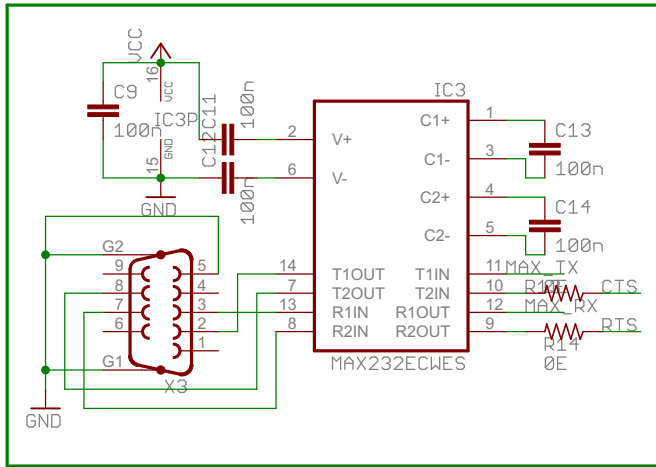 VCC
16
VCC
C9
100n
IC3P
15
GND
GND
C11
100n
C12
100n
IC3
MAX232ECWES
2
V+
6
V-
C1+
1
C1-
3
C2+
4
C2-
5
C13
100n
C14
100n
14
T1OUT
T1IN
11
MAX_TX
7
T2OUT
T2IN
10
CTS
13
R1IN
R1OUT
12
MAX_RX
8
R2IN
R2OUT
9
RTS
R14
0E
G2
9
5
8
4
7
3
6
2
1
G1
X3
GND